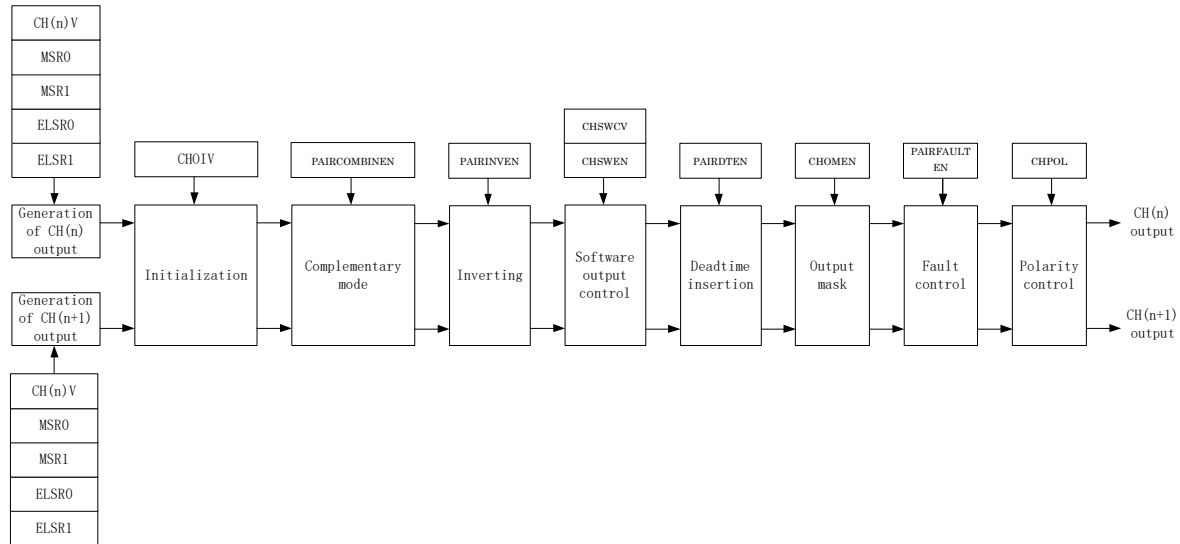 CH(n)V
MSR0
MSR1
ELSR0
ELSR1
CHOIV
PAIRCOMBINEN
PAIRINVEN
CHSWCV
CHSWEN
PAIRDTEN
CHOMEN
PAIRFAULT
EN
CHPOL
Generation
of CH(n)
output
Generation
of CH(n+1)
output
Initialization
Complementary
mode
Inverting
Software
output
control
Deadtime
insertion
Output
mask
Fault
control
Polarity
control
CH(n)
output
CH(n+1)
output
CH(n)V
MSR0
MSR1
ELSR0
ELSR1